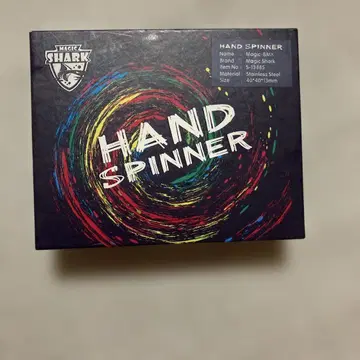 MAGIC
SHARK
HAND SPINNER
Name :
Brand : Magic Shark
Item No :
Material : Stainless Steel
Size :
HAND
SPINNER